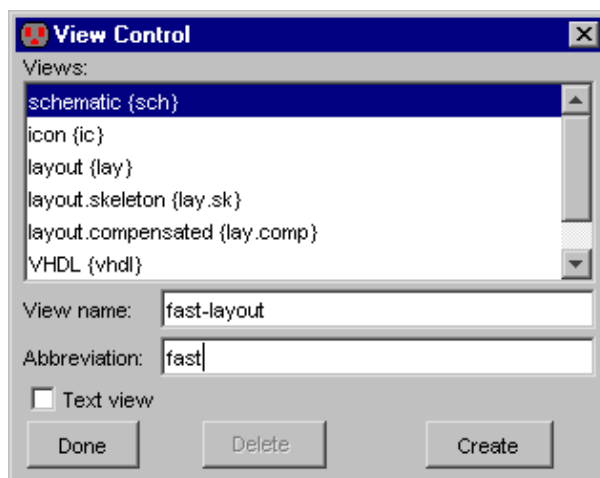 View Control
Views:
schematic {sch}
icon {ic}
layout {lay}
layout.skeleton {lay.sk}
layout.compensated {lay.comp}
VHDL {vhdl}
View name: fast-layout
Abbreviation: fast
Text view
Done Delete Create